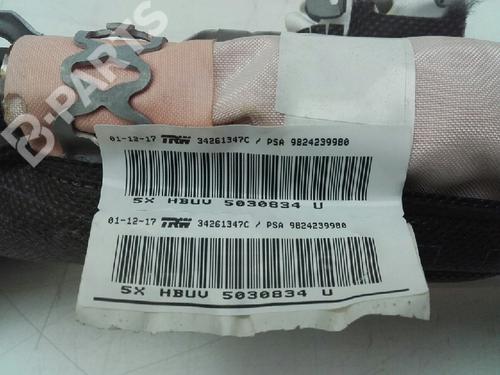 B-PARTS
01-12-17 TRW 34261347C / PSA 9824239980
5X HBUV 5030834 U
01-12-17 TRW 34261347C / PSA 9824239980
5X HBUV 5030834 U